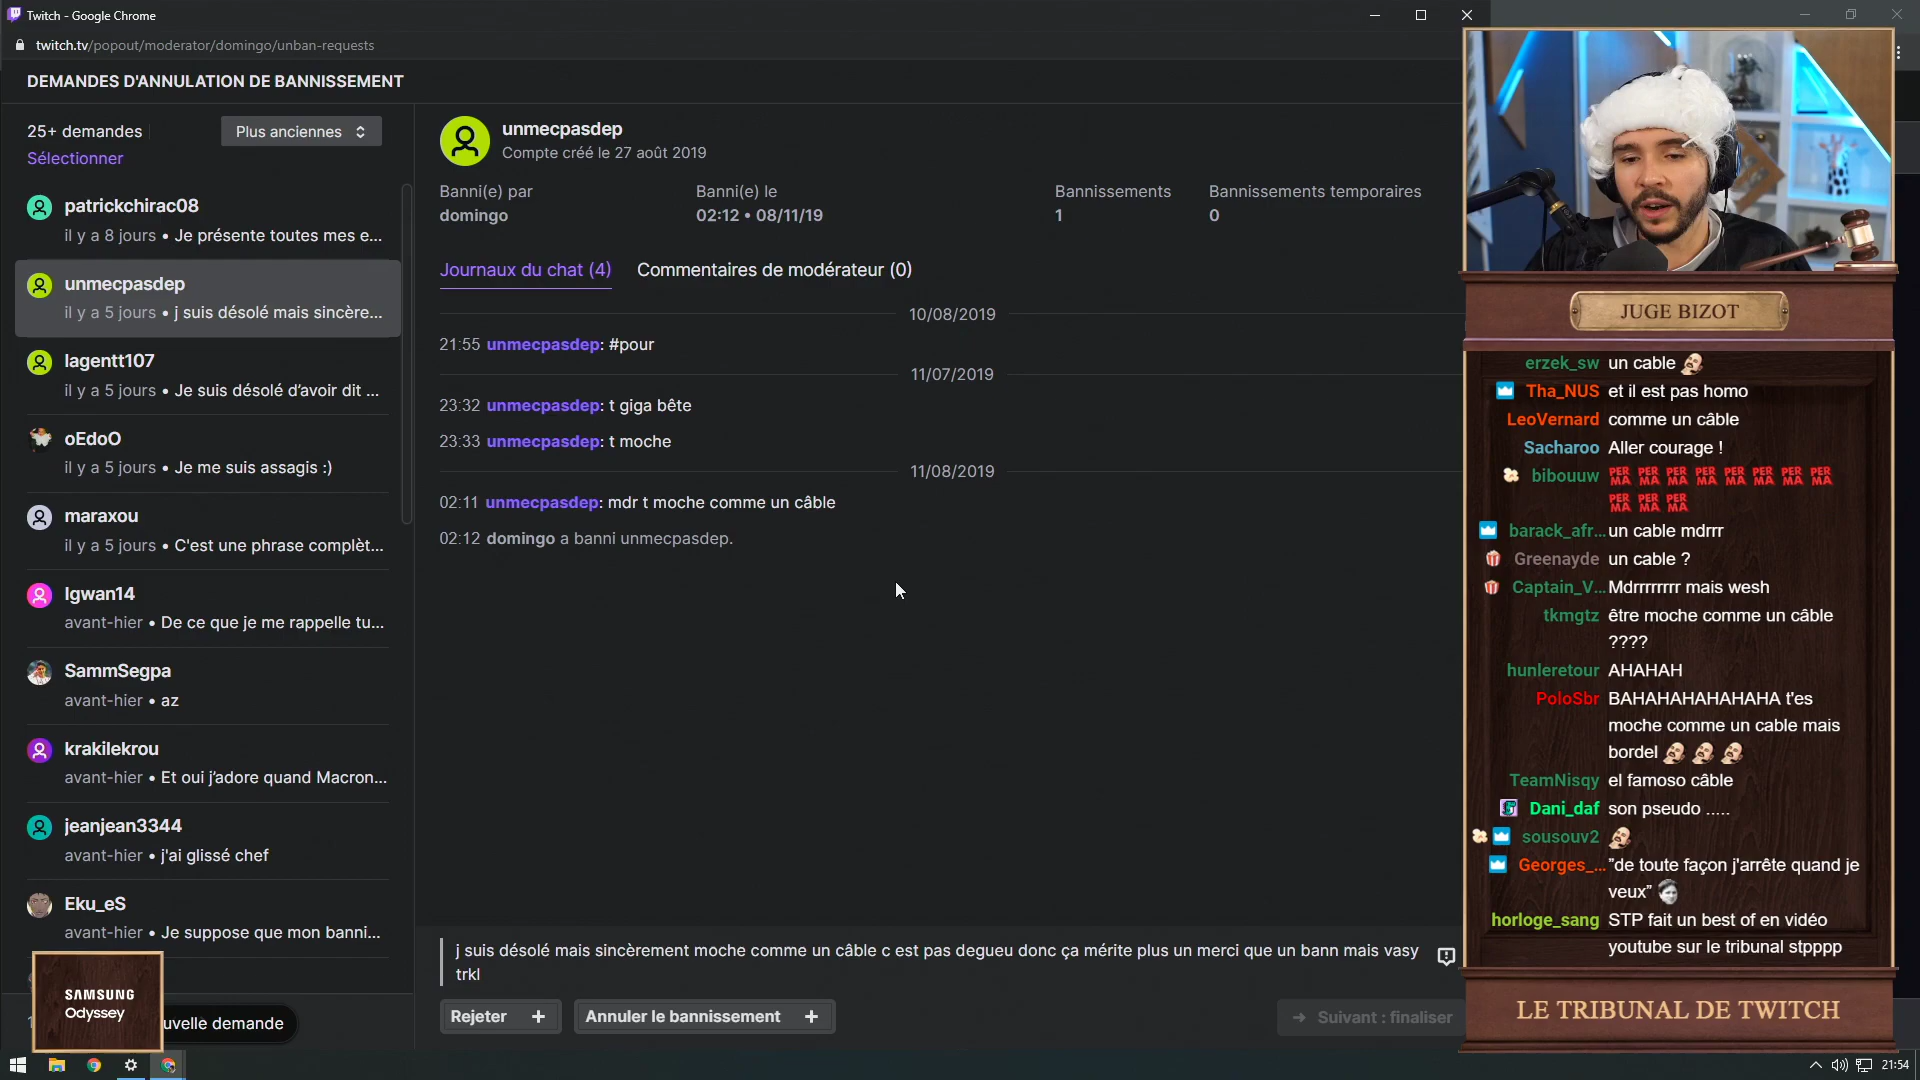 Twitch - Google Chrome
twitch.tv/popout/moderator/domingo/unban-requests
DEMANDES D'ANNULATION DE BANNISSEMENT
25+ demandes
Plus anciennes
Sélectionner
patrickchirac08
il y a 8 jours • Je présente toutes mes e...
unmecpasdep
il y a 5 jours • j suis désolé mais sincère...
lagentt107
il y a 5 jours • Je suis désolé d'avoir dit ...
oEdoO
il y a 5 jours • Je me suis assagis :)
maraxou
il y a 5 jours • C'est une phrase complèt...
lgwan14
avant-hier • De ce que je me rappelle tu...
SammSegpa
avant-hier • az
krakilekrou
avant-hier • Et oui j'adore quand Macron...
jeanjean3344
avant-hier • j'ai glissé chef
Eku_eS
avant-hier • Je suppose que mon banni...
SAMSUNG
Odyssey
uvelle demande
unmecpasdep
Compte créé le 27 août 2019
Banni(e) par
domingo
Banni(e) le
02:12 • 08/11/19
Bannissements
1
Bannissements temporaires
0
Journaux du chat (4)
Commentaires de modérateur (0)
10/08/2019
21:55 unmecpasdep: #pour
11/07/2019
23:32 unmecpasdep: t giga bête
23:33 unmecpasdep: t moche
11/08/2019
02:11 unmecpasdep: mdr t moche comme un câble
02:12 domingo a banni unmecpasdep.
j suis désolé mais sincèrement moche comme un câble c est pas degueu donc ça mérite plus un merci que un bann mais vasy
trkl
Rejeter +
Annuler le bannissement +
→ Suivant : finaliser
JUGE BIZOT
erzek_sw un cable
Tha_NUS et il est pas homo
LeoVernard comme un câble
Sacharoo Aller courage !
bibouuw PERMA PERMA PERMA PERMA PERMA PERMA PERMA PERMA
PERMA PERMA PERMA
barack_afr... un cable mdrrr
Greenayde un cable ?
Captain_V... Mdrrrrrrrr mais wesh
tkmgtz être moche comme un câble
????
hunleretour AHAHAH
PoloSbr BAHAHAHAHAHAHA t'es
moche comme un cable mais
bordel
TeamNisqy el famoso câble
Dani_daf son pseudo .....
sousouv2
Georges_... "de toute façon j'arrête quand je
veux"
horloge_sang STP fait un best of en vidéo
youtube sur le tribunal stpppp
LE TRIBUNAL DE TWITCH
21:54